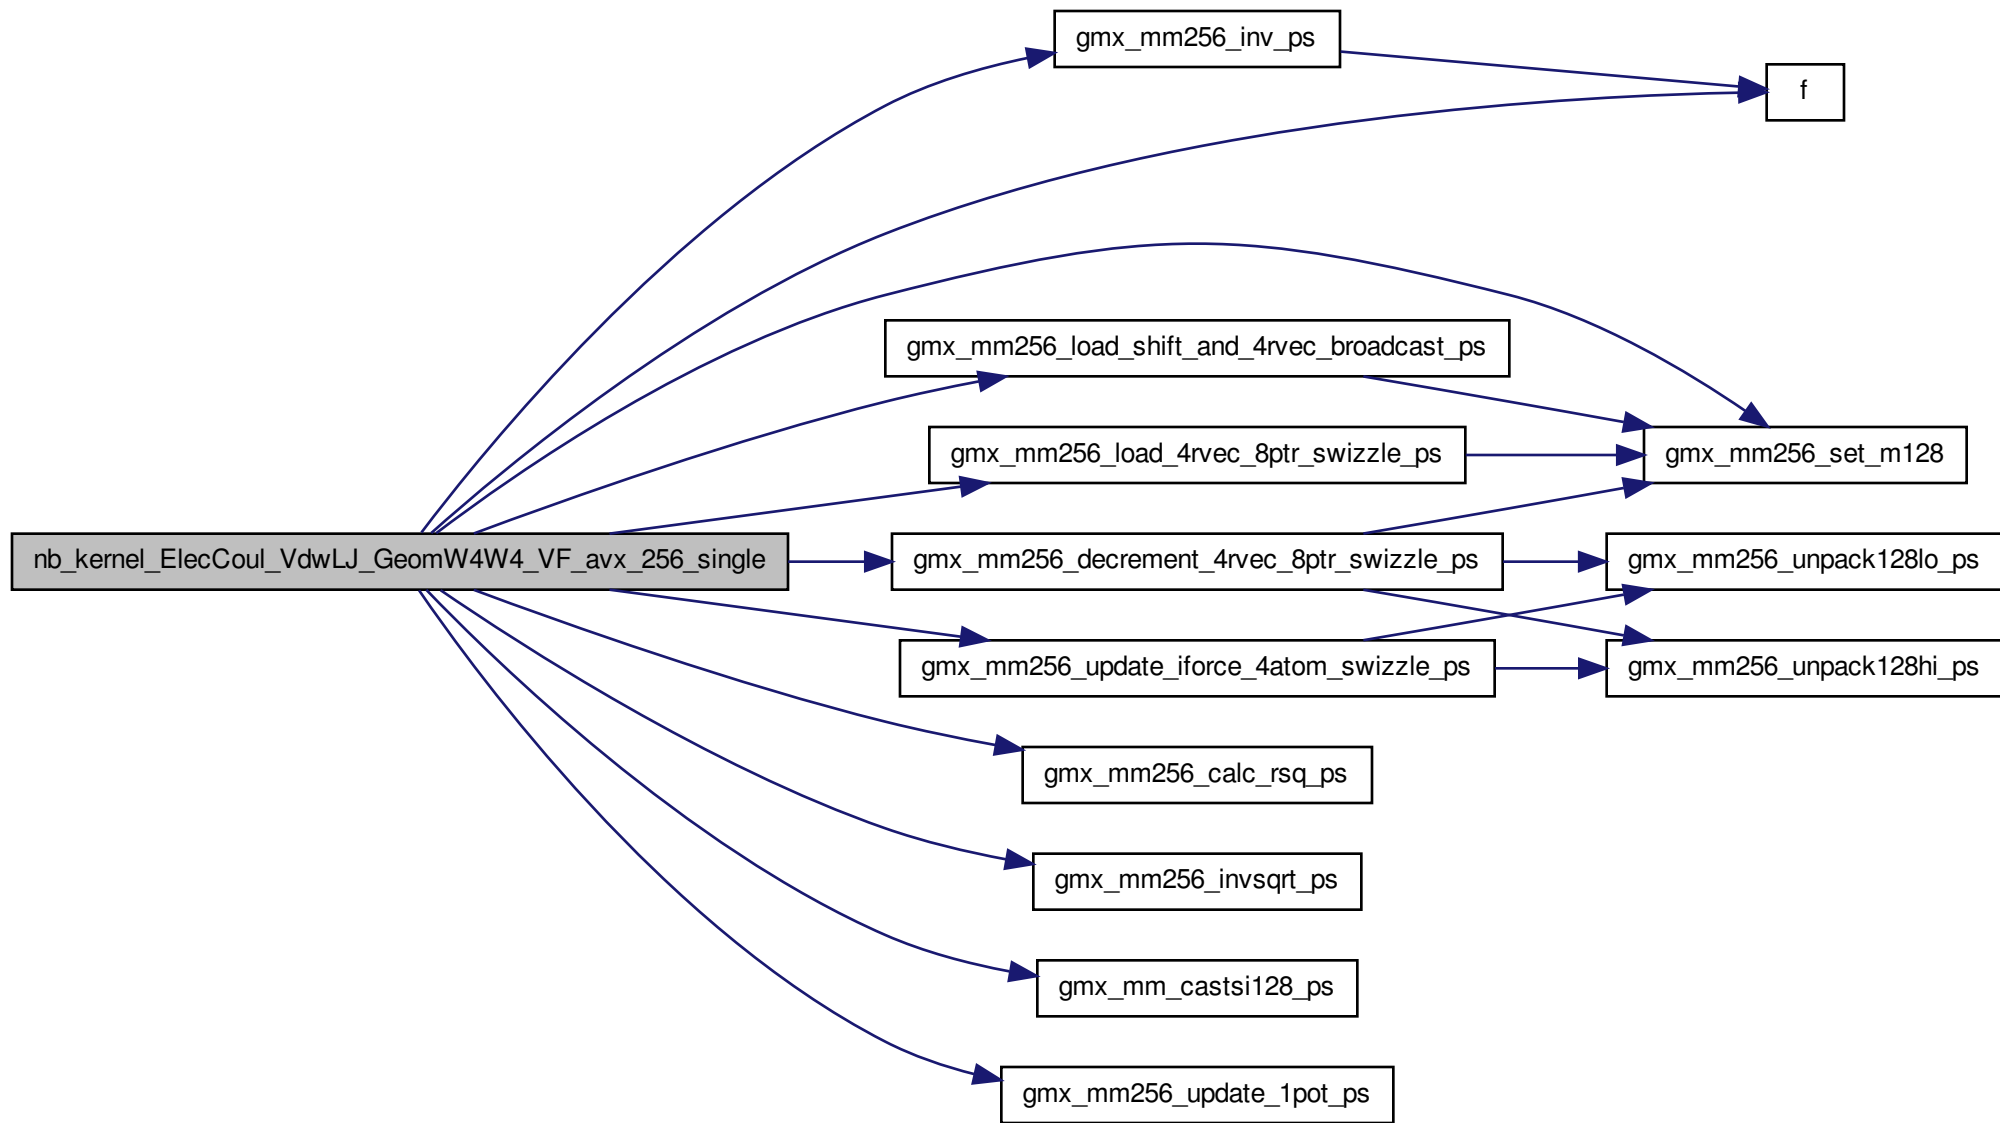 gmx_mm256_inv_ps
f
gmx_mm256_load_shift_and_4rvec_broadcast_ps
gmx_mm256_load_4rvec_8ptr_swizzle_ps
gmx_mm256_set_m128
nb_kernel_ElecCoul_VdwLJ_GeomW4W4_VF_avx_256_single
gmx_mm256_decrement_4rvec_8ptr_swizzle_ps
gmx_mm256_unpack128lo_ps
gmx_mm256_update_iforce_4atom_swizzle_ps
gmx_mm256_unpack128hi_ps
gmx_mm256_calc_rsq_ps
gmx_mm256_invsqrt_ps
gmx_mm_castsi128_ps
gmx_mm256_update_1pot_ps